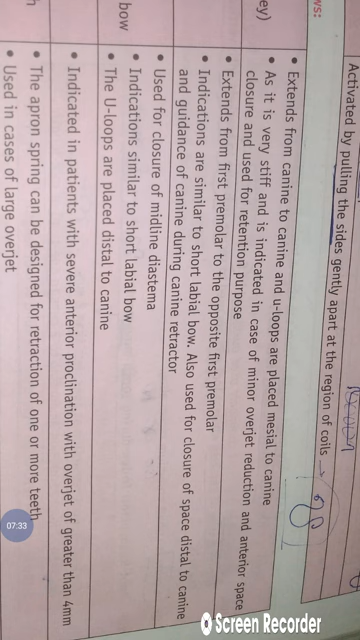 Activated by pulling the sides gently apart at the region of coils →
ws:
• Extends from canine to canine and u-loops are placed mesial to canine
ey)
• As it is very stiff and is indicated in case of minor overjet reduction and anterior space
closure and used for retention purpose
• Extends from first premolar to the opposite first premolar
• Indications are similar to short labial bow. Also used for closure of space distal to canine
and guidance of canine during canine retractor
• Used for closure of midline diastema
bow
• Indications similar to short labial bow
• The U-loops are placed distal to canine
• Indicated in patients with severe anterior proclination with overjet of greater than 4mm
h
• The apron spring can be designed for retraction of one or more teeth
• Used in cases of large overjet
07:33
Screen Recorder